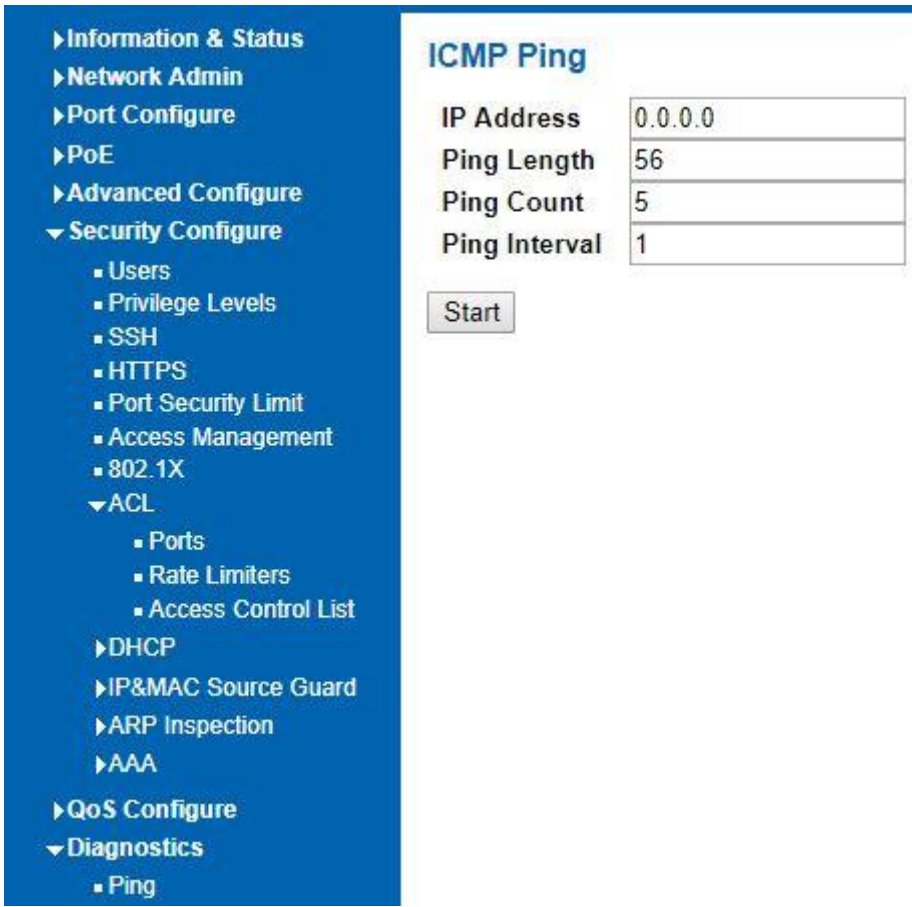 Information & Status
Network Admin
Port Configure
PoE
Advanced Configure
Security Configure
Users
Privilege Levels
SSH
HTTPS
Port Security Limit
Access Management
802.1X
ACL
Ports
Rate Limiters
Access Control List
DHCP
IP&MAC Source Guard
ARP Inspection
AAA
QoS Configure
Diagnostics
Ping
ICMP Ping
IP Address 0.0.0.0
Ping Length 56
Ping Count 5
Ping Interval 1
Start